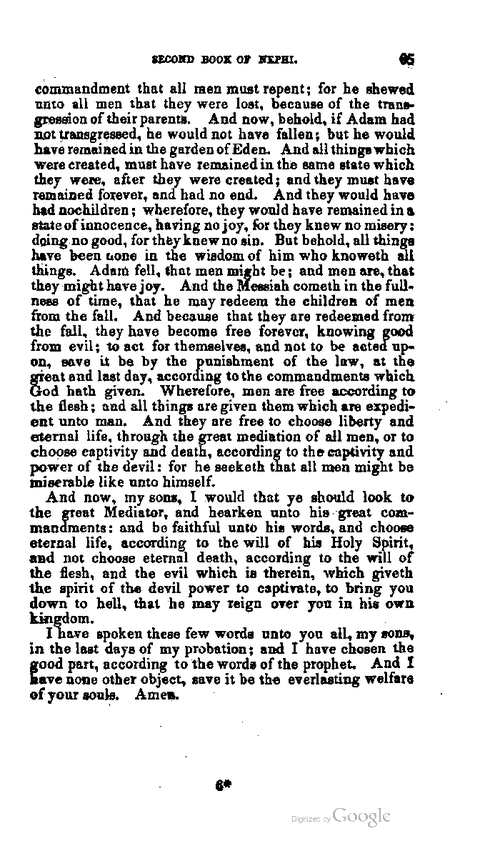 SECOND BOOK OF NEPHI. 65
commandment that all men must repent; for he shewed
unto all men that they were lost, because of the trans-
gression of their parents. And now, behold, if Adam had
not transgressed, he would not have fallen; but he would
have remained in the garden of Eden. And all things which
were created, must have remained in the same state which
they were, after they were created; and they must have
remained forever, and had no end. And they would have
had no children; wherefore, they would have remained in a
state of innocence, having no joy, for they knew no misery:
doing no good, for they knew no sin. But behold, all things
have been done in the wisdom of him who knoweth all
things. Adam fell, that men might be; and men are, that
they might have joy. And the Messiah cometh in the full-
ness of time, that he may redeem the children of men
from the fall. And because that they are redeemed from
the fall, they have become free forever, knowing good
from evil; to act for themselves, and not to be acted up-
on, save it be by the punishment of the law, at the
great and last day, according to the commandments which
God hath given. Wherefore, men are free according to
the flesh; and all things are given them which are expedi-
ent unto man. And they are free to choose liberty and
eternal life, through the great mediation of all men, or to
choose captivity and death, according to the captivity and
power of the devil: for he seeketh that all men might be
miserable like unto himself.
And now, my sons, I would that ye should look to
the great Mediator, and hearken unto his great com-
mandments: and be faithful unto his words, and choose
eternal life, according to the will of his Holy Spirit,
and not choose eternal death, according to the will of
the flesh, and the evil which is therein, which giveth
the spirit of the devil power to captivate, to bring you
down to hell, that he may reign over you in his own
kingdom.
I have spoken these few words unto you all, my sons,
in the last days of my probation; and I have chosen the
good part, according to the words of the prophet. And I
have none other object, save it be the everlasting welfare
of your souls. Amen.
6*
Digitized by Google